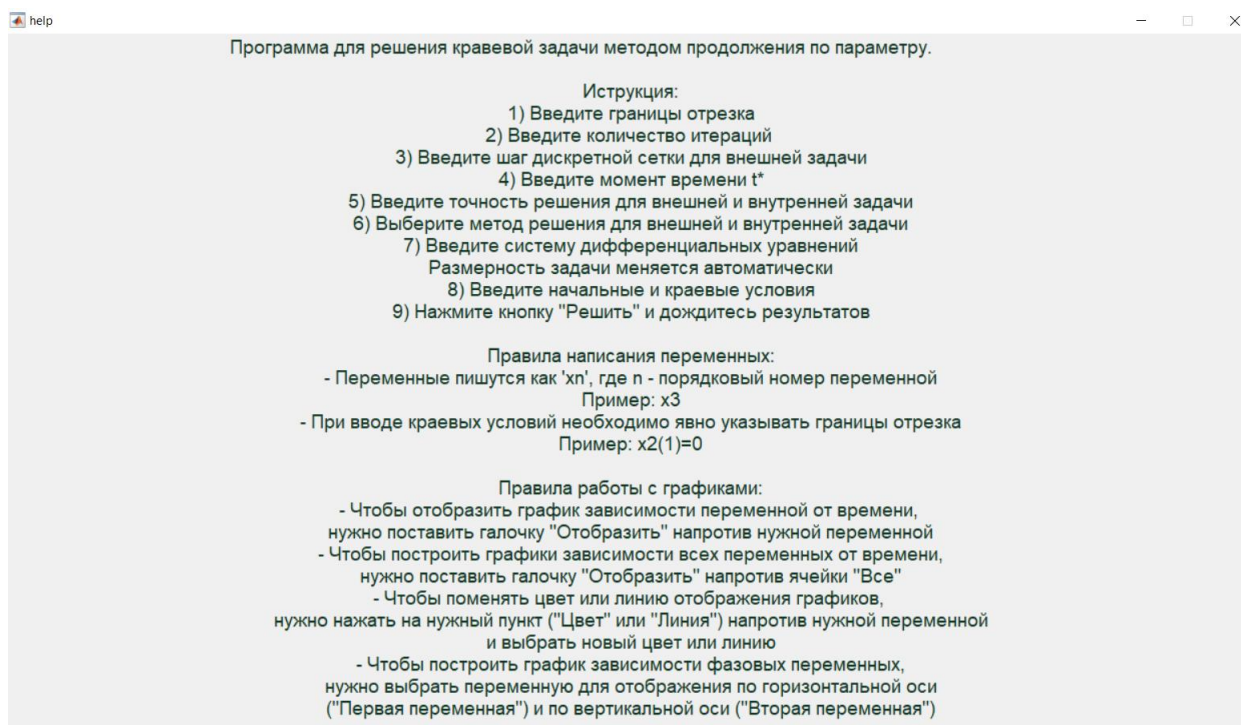 help
Программа для решения кравевой задачи методом продолжения по параметру.
Иструкция:
1) Введите границы отрезка
2) Введите количество итераций
3) Введите шаг дискретной сетки для внешней задачи
4) Введите момент времени t*
5) Введите точность решения для внешней и внутренней задачи
6) Выберите метод решения для внешней и внутренней задачи
7) Введите систему дифференциальных уравнений
Размерность задачи меняется автоматически
8) Введите начальные и краевые условия
9) Нажмите кнопку "Решить" и дождитесь результатов
Правила написания переменных:
- Переменные пишутся как 'xn', где n - порядковый номер переменной
Пример: x3
- При вводе краевых условий необходимо явно указывать границы отрезка
Пример: x2(1)=0
Правила работы с графиками:
- Чтобы отобразить график зависимости переменной от времени,
нужно поставить галочку "Отобразить" напротив нужной переменной
- Чтобы построить графики зависимости всех переменных от времени,
нужно поставить галочку "Отобразить" напротив ячейки "Все"
- Чтобы поменять цвет или линию отображения графиков,
нужно нажать на нужный пункт ("Цвет" или "Линия") напротив нужной переменной
и выбрать новый цвет или линию
- Чтобы построить график зависимости фазовых переменных,
нужно выбрать переменную для отображения по горизонтальной оси
("Первая переменная") и по вертикальной оси ("Вторая переменная")